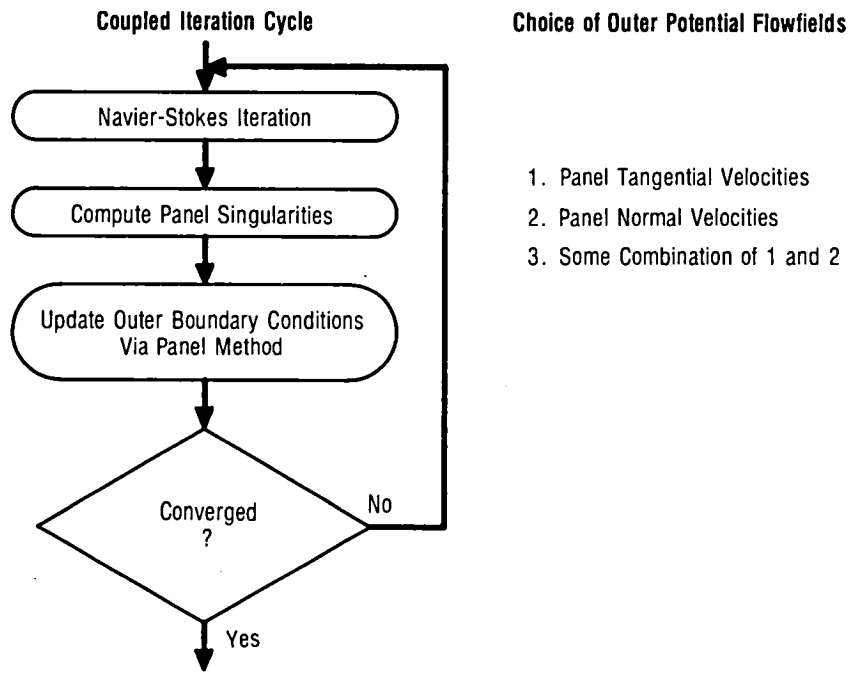 Coupled Iteration Cycle
Navier-Stokes Iteration
Compute Panel Singularities
Update Outer Boundary Conditions
Via Panel Method
Converged
?
No
Yes
Choice of Outer Potential Flowfields
1. Panel Tangential Velocities
2. Panel Normal Velocities
3. Some Combination of 1 and 2